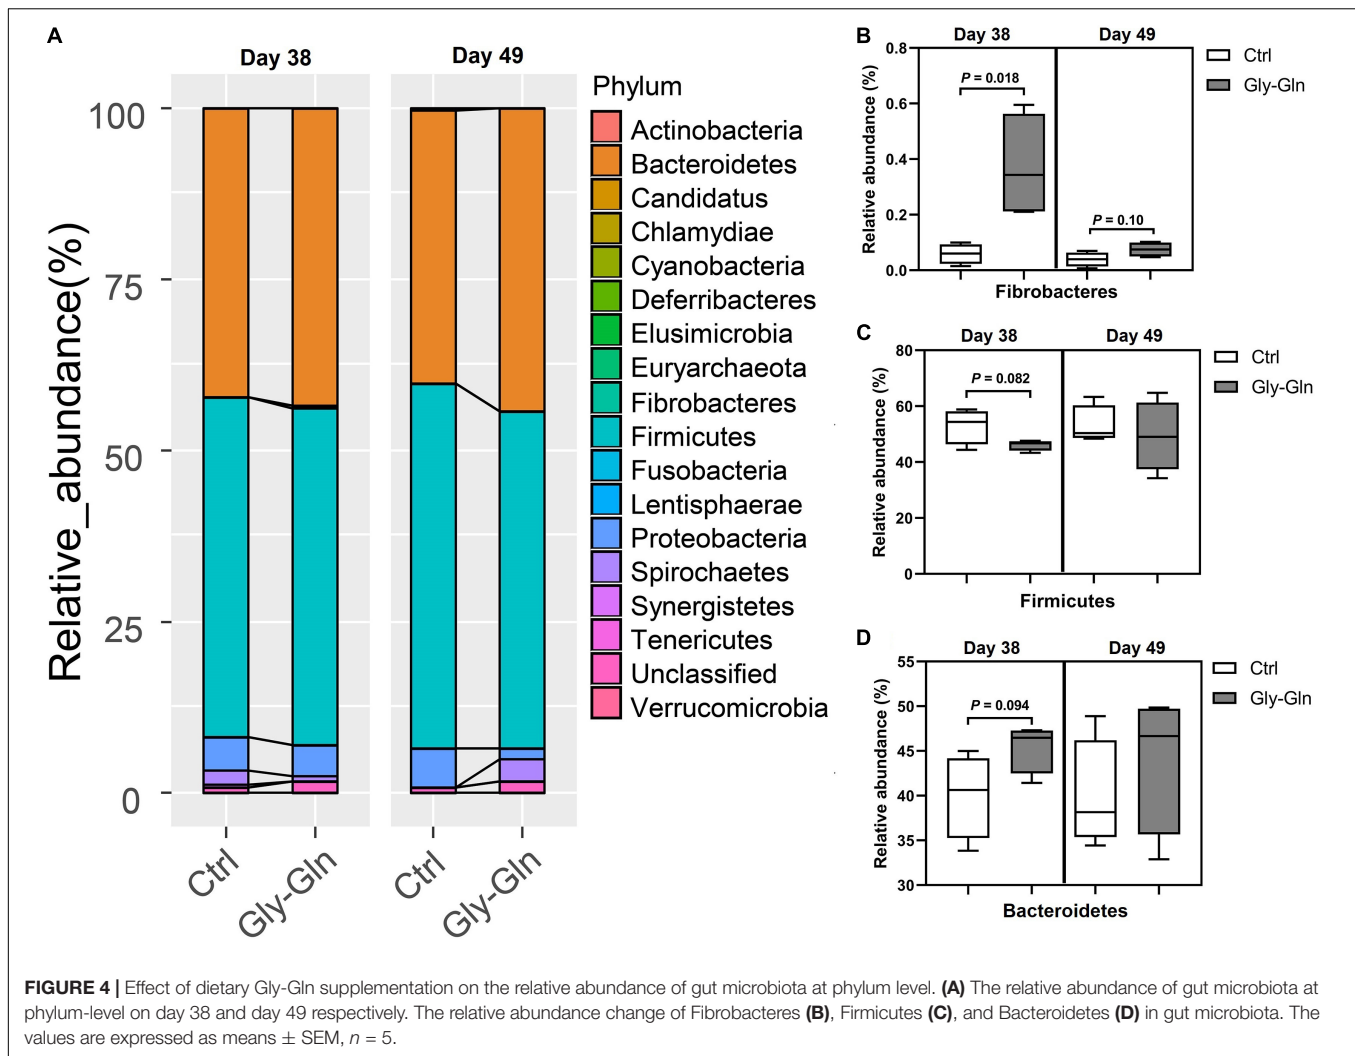 A
Day 38
Day 49
Relative_abundance(%)
100
75
50
25
0
Ctrl
Gly-Gln
Ctrl
Gly-Gln
Phylum
Actinobacteria
Bacteroidetes
Candidatus
Chlamydiae
Cyanobacteria
Deferribacteres
Elusimicrobia
Euryarchaeota
Fibrobacteres
Firmicutes
Fusobacteria
Lentisphaerae
Proteobacteria
Spirochaetes
Synergistetes
Tenericutes
Unclassified
Verrucomicrobia
B
Day 38
Day 49
Relative abundance (%)
0.8
0.6
0.4
0.2
0.0
P = 0.018
P = 0.10
Fibrobacteres
Ctrl
Gly-Gln
C
Day 38
Day 49
Relative abundance (%)
80
60
40
20
0
P = 0.082
Firmicutes
Ctrl
Gly-Gln
D
Day 38
Day 49
Relative abundance (%)
55
50
45
40
35
30
P = 0.094
Bacteroidetes
Ctrl
Gly-Gln
FIGURE 4 | Effect of dietary Gly-Gln supplementation on the relative abundance of gut microbiota at phylum level. (A) The relative abundance of gut microbiota at
phylum-level on day 38 and day 49 respectively. The relative abundance change of Fibrobacteres (B), Firmicutes (C), and Bacteroidetes (D) in gut microbiota. The
values are expressed as means ± SEM, n = 5.